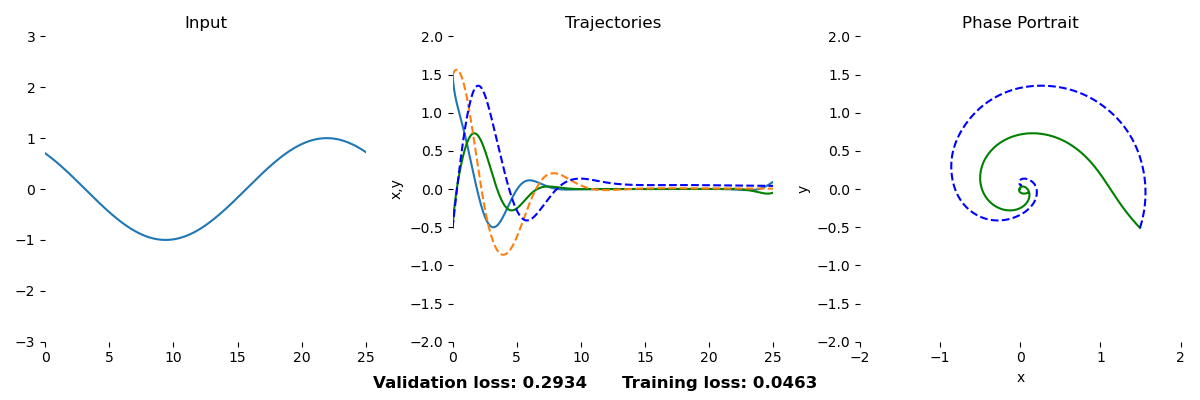 Input
3
2
1
0
−1
−2
−3
0 5 10 15 20 25
Trajectories
x,y
2.0
1.5
1.0
0.5
0.0
−0.5
−1.0
−1.5
−2.0
0 5 10 15 20 25
Phase Portrait
y
2.0
1.5
1.0
0.5
0.0
−0.5
−1.0
−1.5
−2.0
−2 −1 0 1 2
x
Validation loss: 0.2934 Training loss: 0.0463